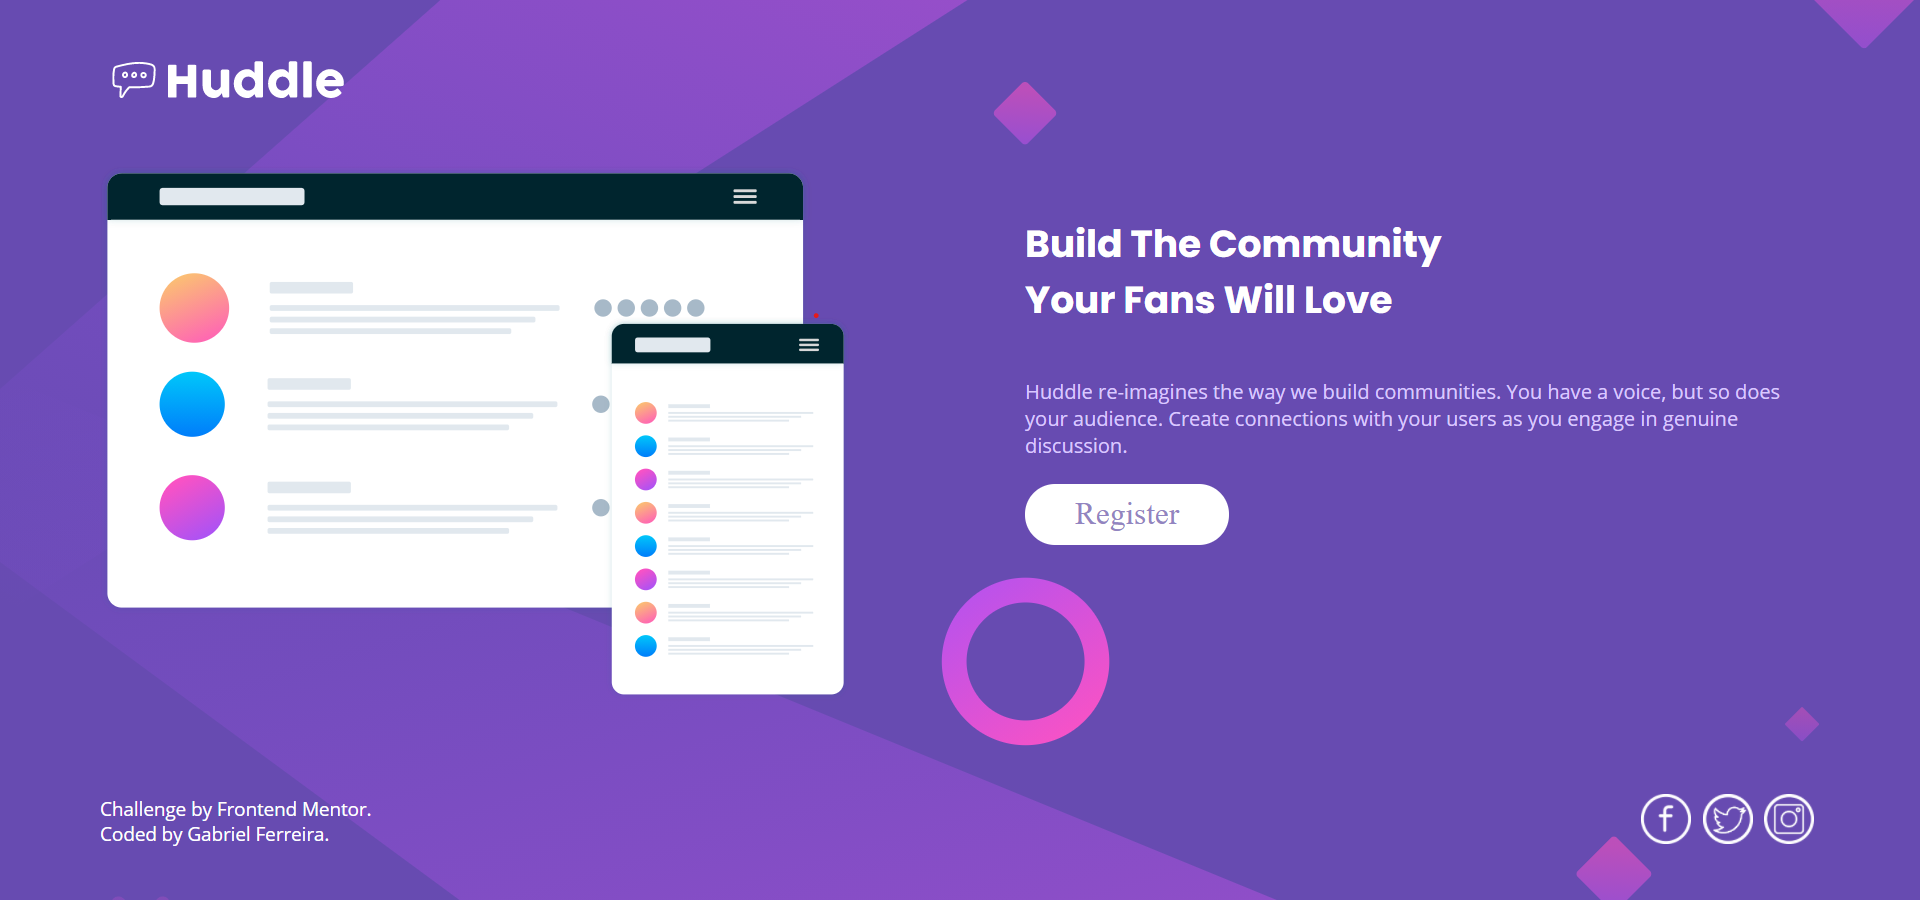 Huddle
Build The Community
Your Fans Will Love
Huddle re-imagines the way we build communities. You have a voice, but so does
your audience. Create connections with your users as you engage in genuine
discussion.
Register
Challenge by Frontend Mentor.
Coded by Gabriel Ferreira.